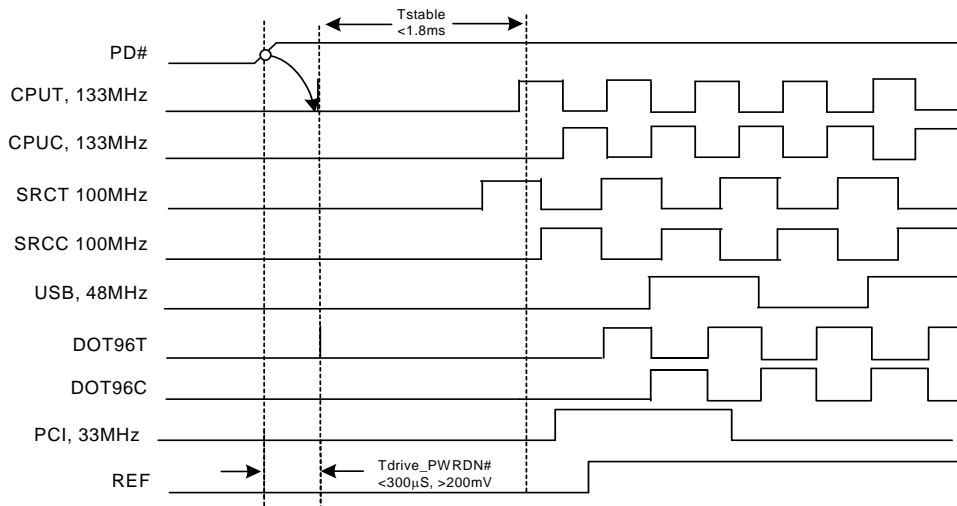 Tstable
<1.8ms
PD#
CPUT, 133MHz
CPUC, 133MHz
SRCT 100MHz
SRCC 100MHz
USB, 48MHz
DOT96T
DOT96C
PCI, 33MHz
Tdrive_PWRDN#
<300µS, >200mV
REF